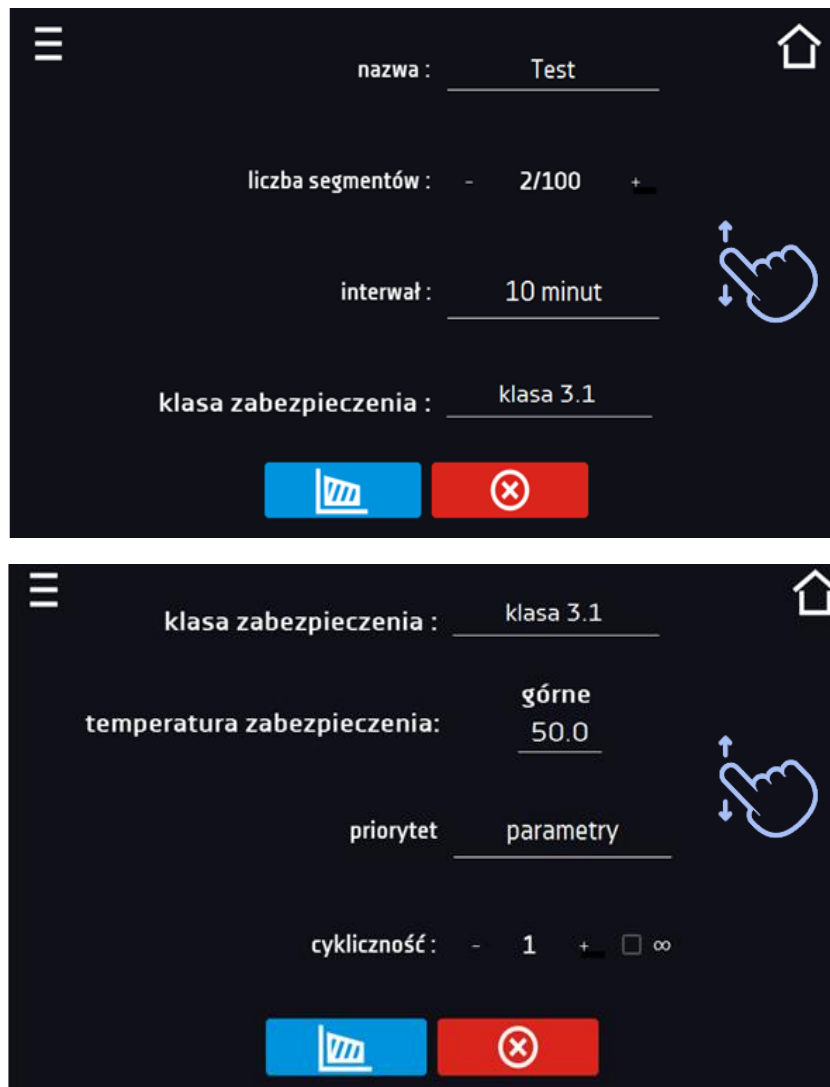 nazwa : Test
liczba segmentów : - 2/100 +
interwał : 10 minut
klasa zabezpieczenia : klasa 3.1
klasa zabezpieczenia : klasa 3.1
górne
temperatura zabezpieczenia: 50.0
priorytet parametry
cykliczność : - 1 + ∞